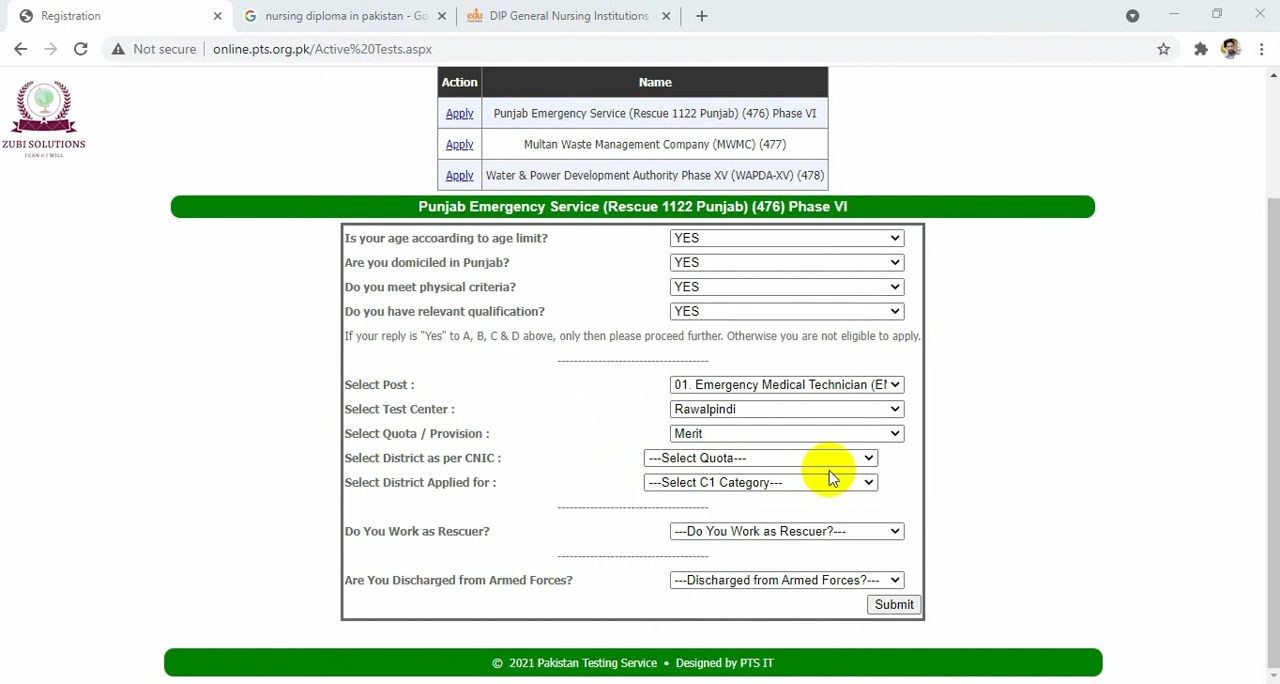 Registration
nursing diploma in pakistan - Go
edu DIP General Nursing Institutions
Not secure online.pts.org.pk/Active%20Tests.aspx
ZUBI SOLUTIONS
I CAN & I WILL
Action Name
Apply Punjab Emergency Service (Rescue 1122 Punjab) (476) Phase VI
Apply Multan Waste Management Company (MWMC) (477)
Apply Water & Power Development Authority Phase XV (WAPDA-XV) (478)
Punjab Emergency Service (Rescue 1122 Punjab) (476) Phase VI
Is your age accoarding to age limit? YES
Are you domiciled in Punjab? YES
Do you meet physical criteria? YES
Do you have relevant qualification? YES
If your reply is "Yes" to A, B, C & D above, only then please proceed further. Otherwise you are not eligible to apply.
------------------------------------
Select Post : 01. Emergency Medical Technician (EM
Select Test Center : Rawalpindi
Select Quota / Provision : Merit
Select District as per CNIC : ---Select Quota---
Select District Applied for : ---Select C1 Category---
------------------------------------
Do You Work as Rescuer? ---Do You Work as Rescuer?---
------------------------------------
Are You Discharged from Armed Forces? ---Discharged from Armed Forces?---
Submit
© 2021 Pakistan Testing Service • Designed by PTS IT